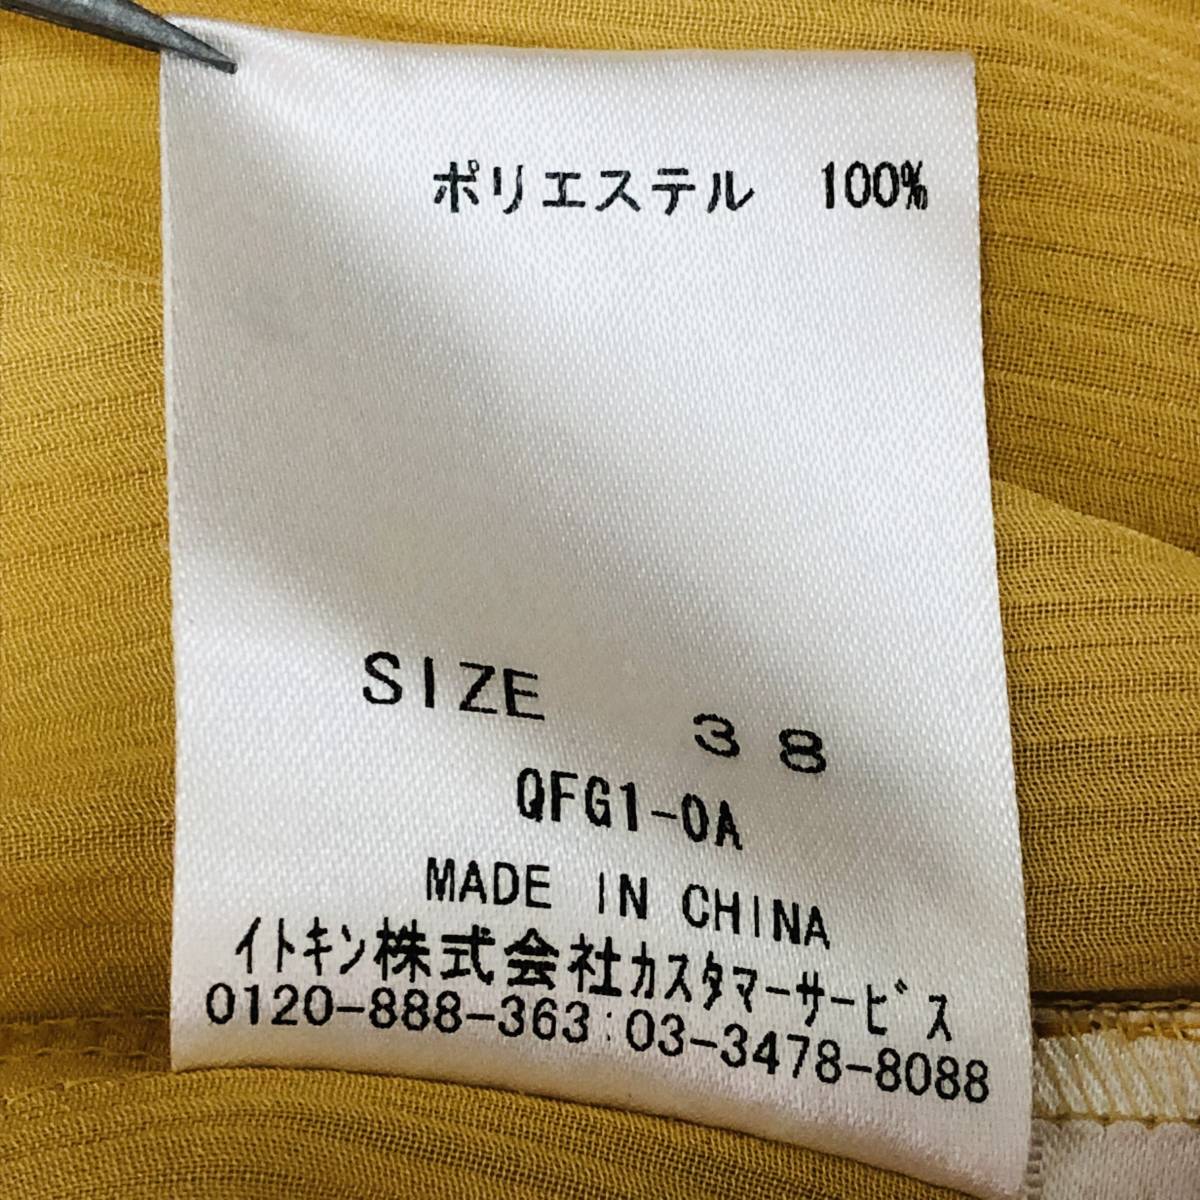 ポリエステル 100%
SIZE 38
QFG1-0A
MADE IN CHINA
イトキン株式会社カスタマーサービス
0120-888-363:03-3478-8088